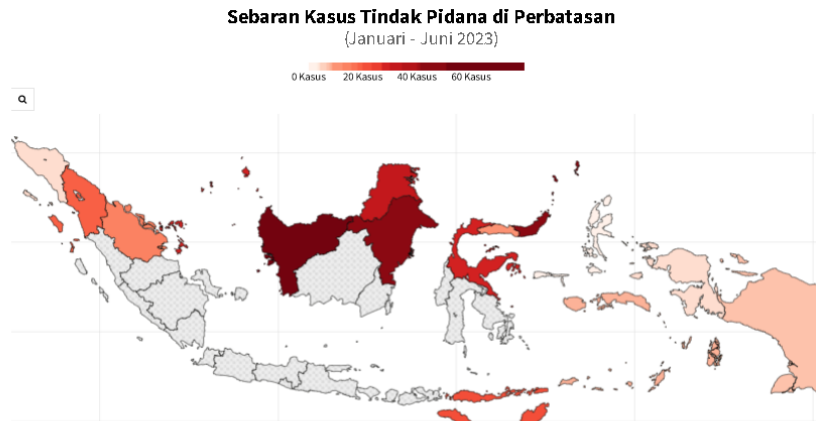 Sebaran Kasus Tindak Pidana di Perbatasan
(Januari - Juni 2023)
0 Kasus 20 Kasus 40 Kasus 60 Kasus